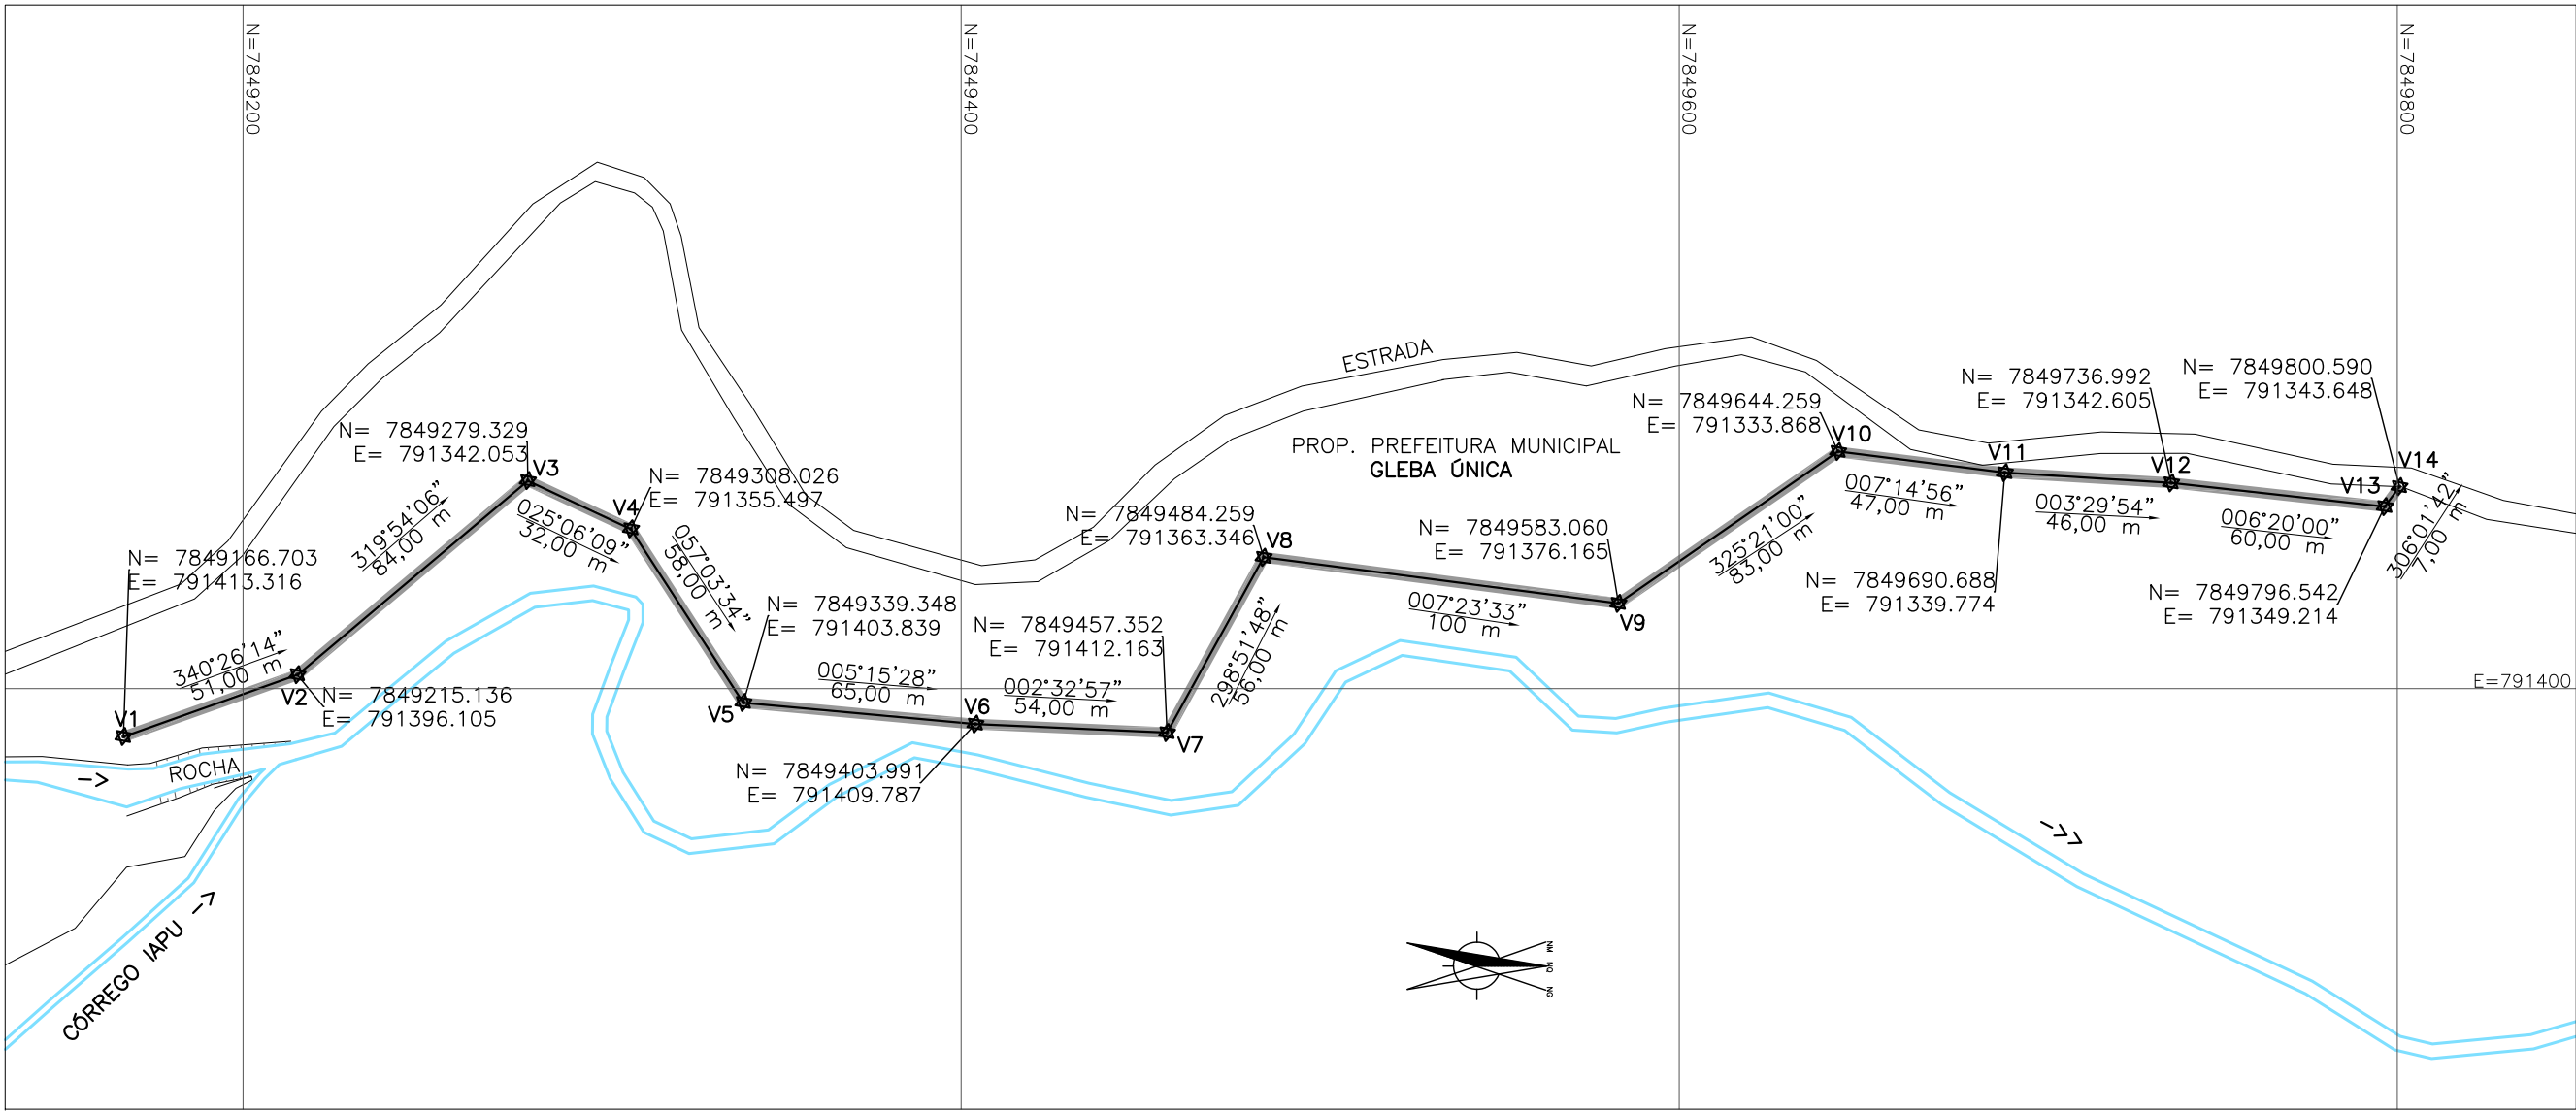 N=7849200
N=7849400
N=7849600
N=7849800
E=791400
ESTRADA
PROP. PREFEITURA MUNICIPAL
GLEBA ÚNICA
N= 7849166.703
E= 791413.316
V1
340°26'14"
51,00 m
V2
N= 7849215.136
E= 791396.105
319°54'06"
84,00 m
N= 7849279.329
E= 791342.053
V3
025°06'09"
32,00 m
V4
N= 7849308.026
E= 791355.497
057°03'34"
58,00 m
V5
N= 7849339.348
E= 791403.839
005°15'28"
65,00 m
V6
N= 7849403.991
E= 791409.787
002°32'57"
54,00 m
N= 7849457.352
E= 791412.163
V7
298°51'48"
56,00 m
N= 7849484.259
E= 791363.346
V8
007°23'33"
100 m
N= 7849583.060
E= 791376.165
V9
325°21'00"
83,00 m
N= 7849644.259
E= 791333.868
V10
007°14'56"
47,00 m
V11
N= 7849690.688
E= 791339.774
003°29'54"
46,00 m
N= 7849736.992
E= 791342.605
V12
006°20'00"
60,00 m
V13
N= 7849796.542
E= 791349.214
306°01'42"
7,00 m
N= 7849800.590
E= 791343.648
V14
ROCHA
CÓRREGO IAPU
NM
NQ
NG